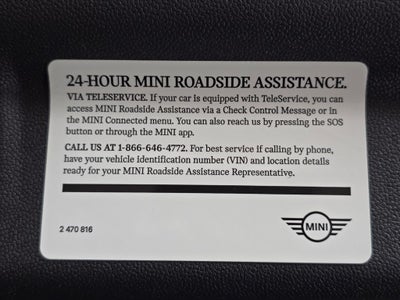 24-HOUR MINI ROADSIDE ASSISTANCE.
VIA TELESERVICE. If your car is equipped with TeleService, you can
access MINI Roadside Assistance via a Check Control Message or in
the MINI Connected menu. You can also reach us by pressing the SOS
button or through the MINI app.
CALL US AT 1-866-646-4772. For best service if calling by phone,
have your vehicle identification number (VIN) and location details
ready for your MINI Roadside Assistance Representative.
MINI
2 470 816